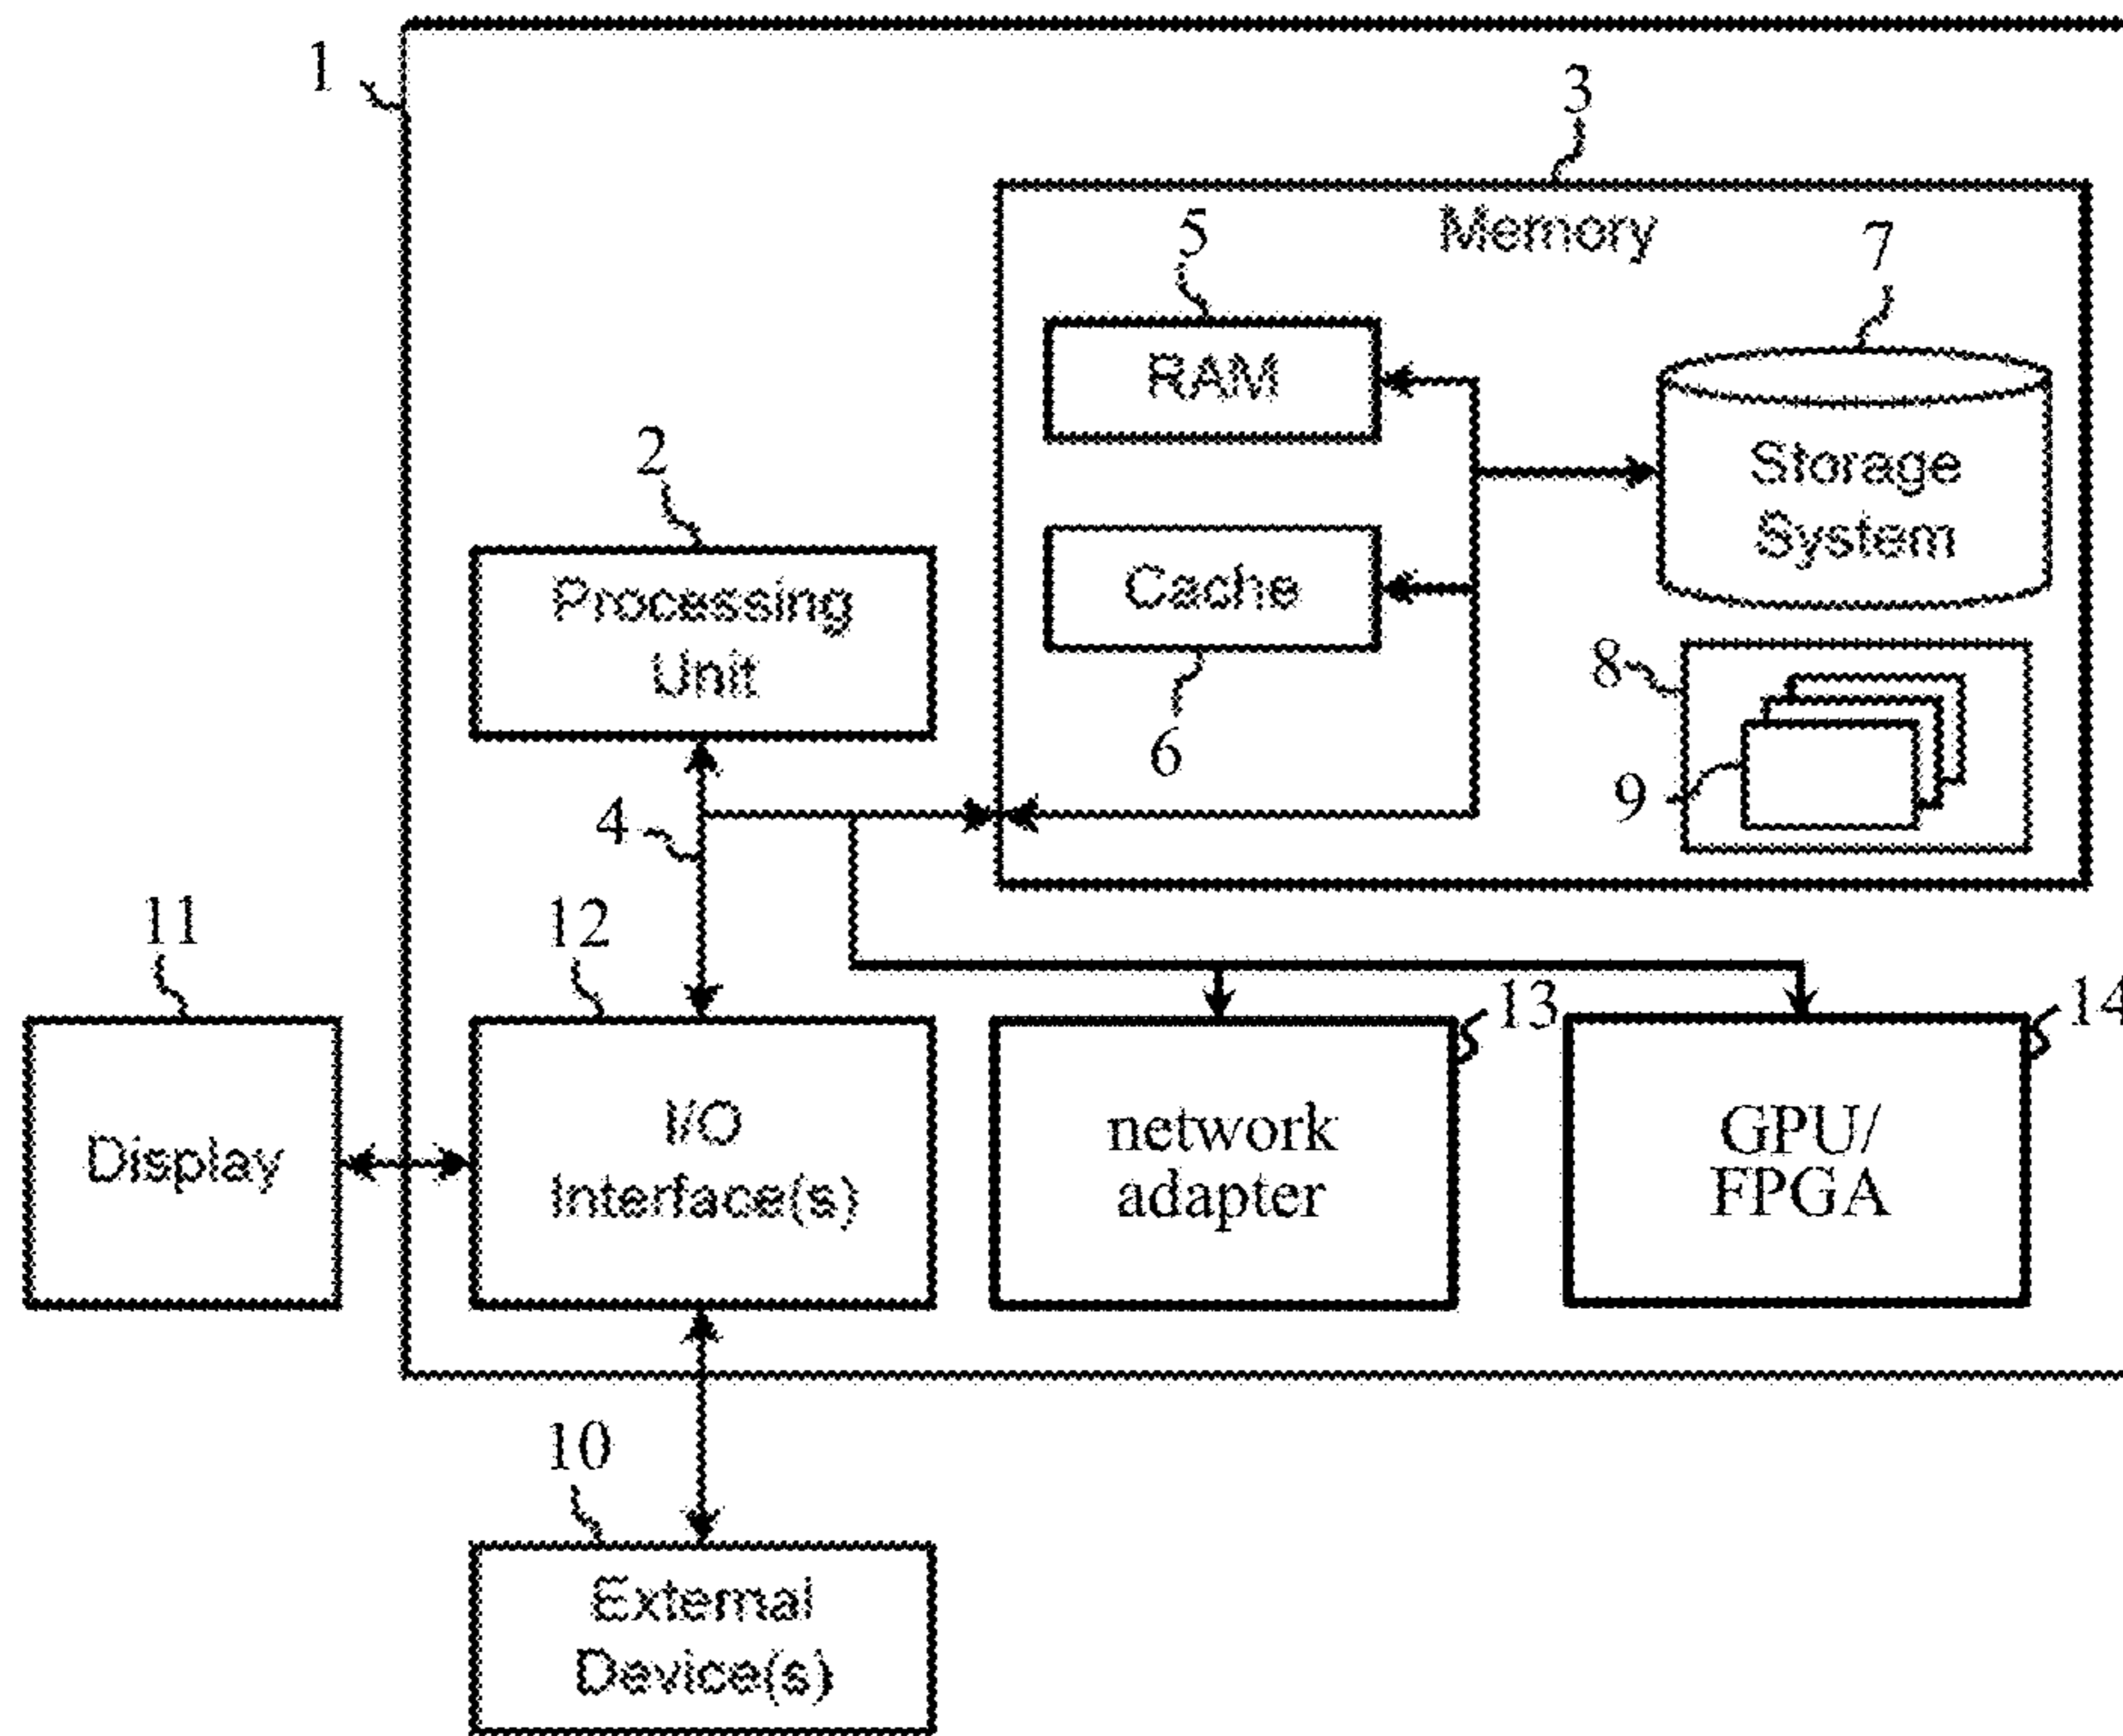 1
3
Memory
5
7
RAM
Storage
System
2
Processing
Unit
Cache
8
6
9
4
11
12
13
14
Display
I/O
Interface(s)
network
adapter
GPU/
FPGA
10
External
Device(s)